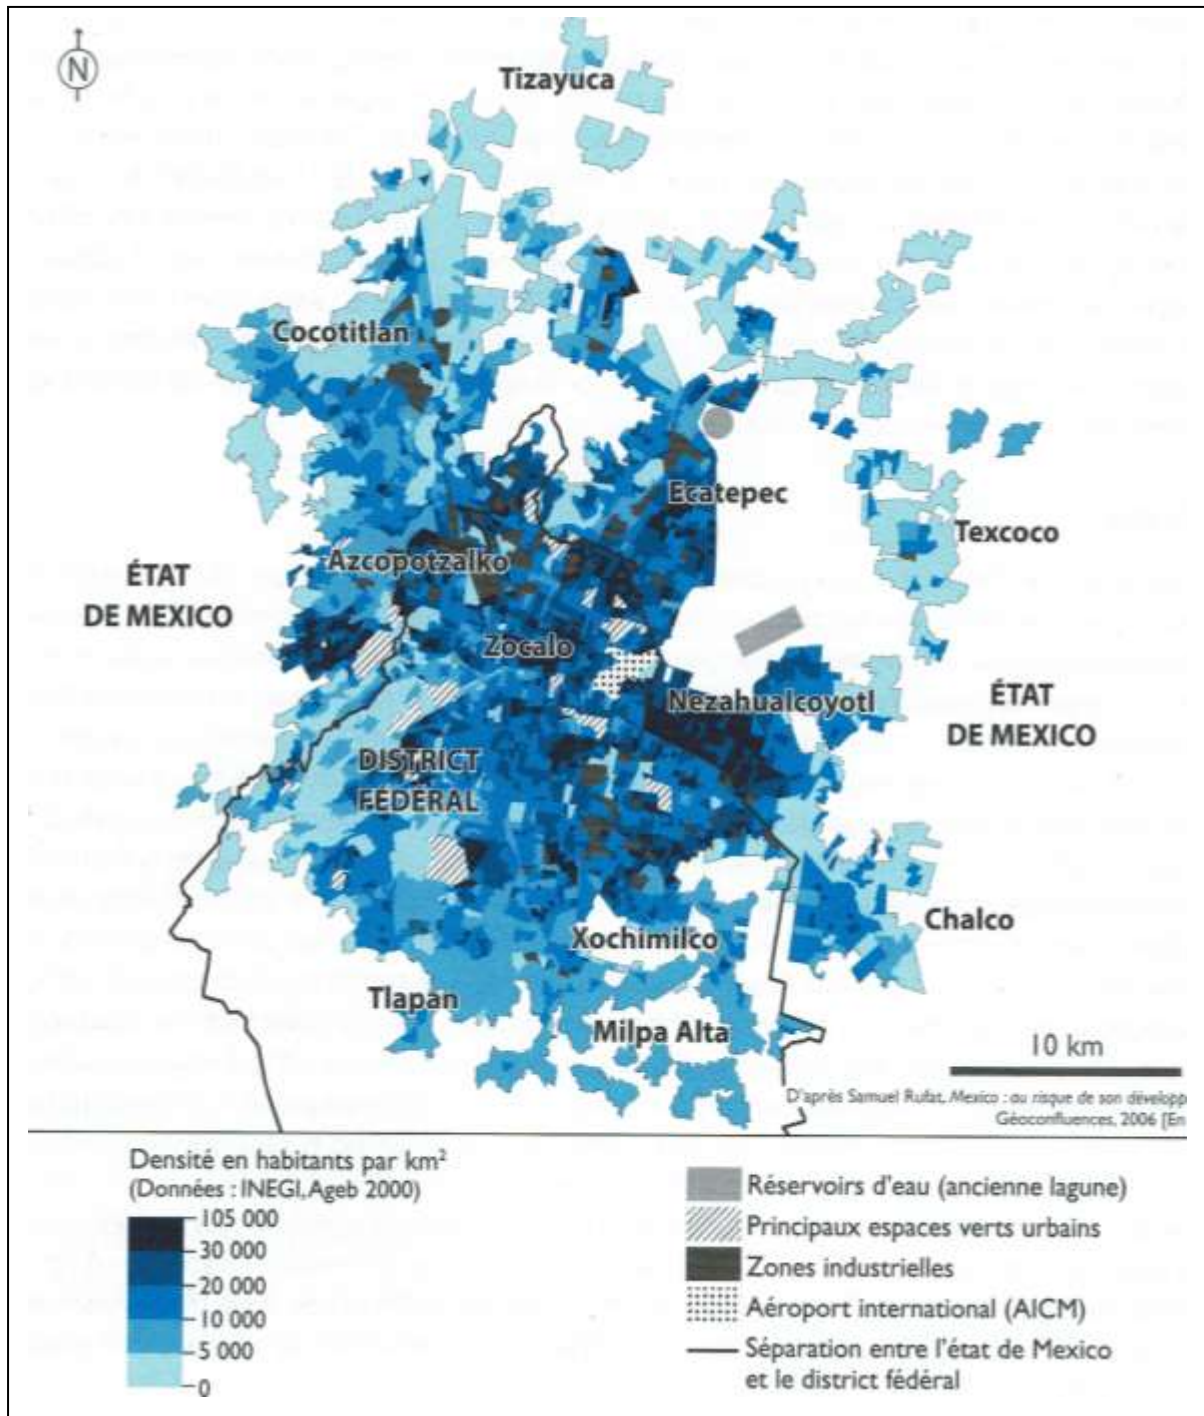 N
Tizayuca
Cocotitlan
Ecatepec
Texcoco
Azcopotzalko
ÉTAT
DE MEXICO
Zocalo
Nezahualcoyotl
ÉTAT
DE MEXICO
DISTRICT
FÉDÉRAL
Chalco
Xochimilco
Tlapan
Milpa Alta
10 km
D'après Samuel Rufat, Mexico : au risque de son développ
Géoconfluences, 2006 [En
Densité en habitants par km²
(Données : INEGI, Ageb 2000)
105 000
30 000
20 000
10 000
5 000
0
Réservoirs d'eau (ancienne lagune)
Principaux espaces verts urbains
Zones industrielles
Aéroport international (AICM)
Séparation entre l'état de Mexico
et le district fédéral